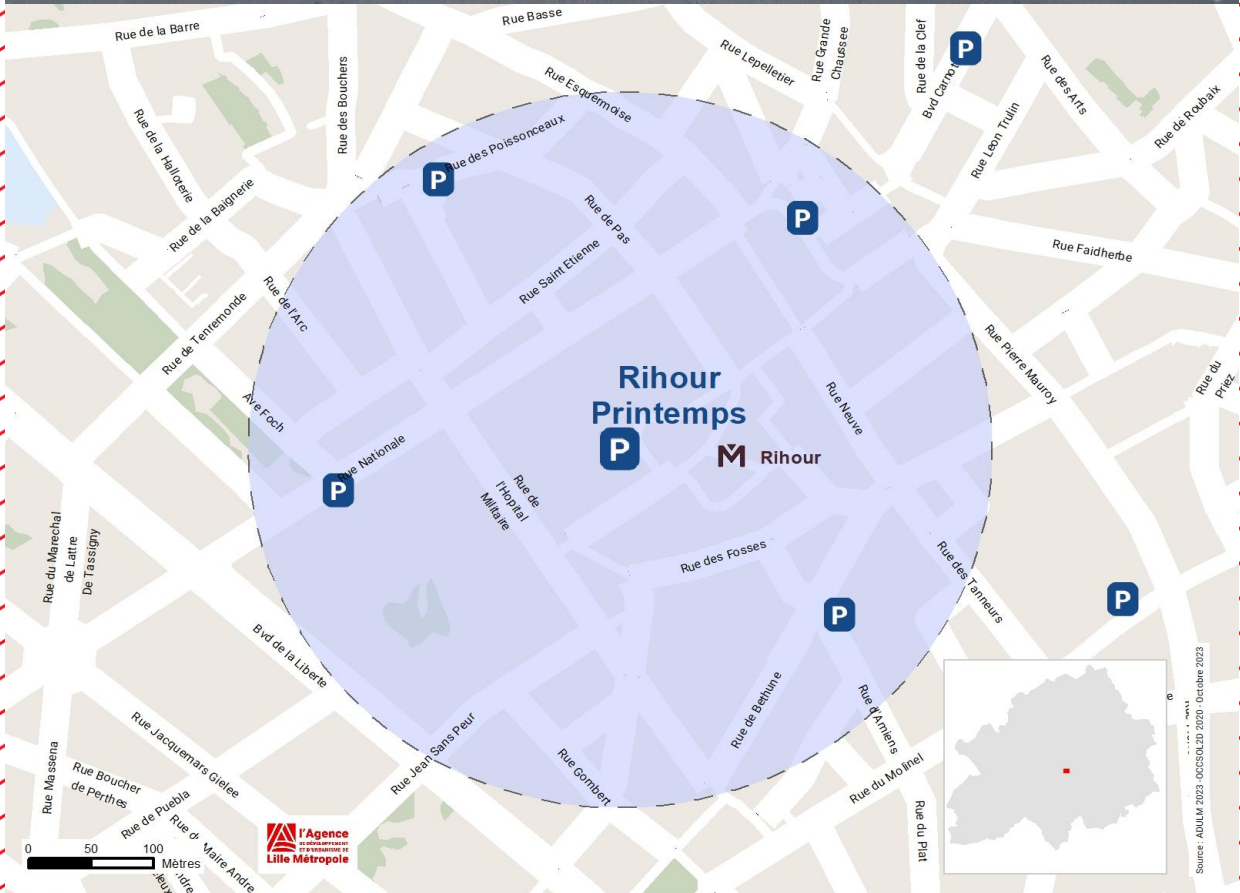 Rue de la Barre
Rue Basse
Rue Lepelletier
Rue Grande
Chaussee
Rue de la Clef
P
Bvd Carnot
Rue des Arts
Rue de Roubaix
Rue des Bouchers
Rue Esquermoise
Rue des Poissonceaux
P
Rue de la Halloterie
Rue de la Baignerie
Rue Leon Trulin
Rue de Pas
P
Rue Saint Etienne
Rue Faidherbe
Rue de l'Arc
Rue de Tenremonde
Rue Pierre Mauroy
Rue du
Priez
Rihour
Printemps
P
Rihour
Rue Neuve
Ave Foch
Rue Nationale
P
Rue de
l'Hopital
Militaire
Rue du Marechal
de Lattre
De Tassigny
Rue des Fosses
Rue des Tanneurs
P
P
Bvd de la Liberte
Rue de Bethune
Rue d'Amiens
Rue Jean Sans Peur
Rue Gombert
Rue du Molinel
Rue du Plat
Rue Jacquemars Gielee
Rue Massena
Rue Boucher
de Perthes
Rue de Puebla
Maire Andre
0 50 100
Mètres
l'Agence
DE DÉVELOPPEMENT
ET D'URBANISME DE
Lille Métropole
Source : ADULM 2023 -OCCSOL2D 2020 - Octobre 2023